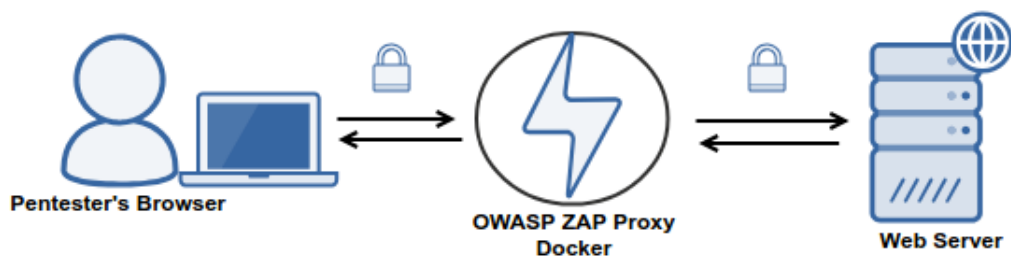 Pentester's Browser
OWASP ZAP Proxy
Docker
Web Server